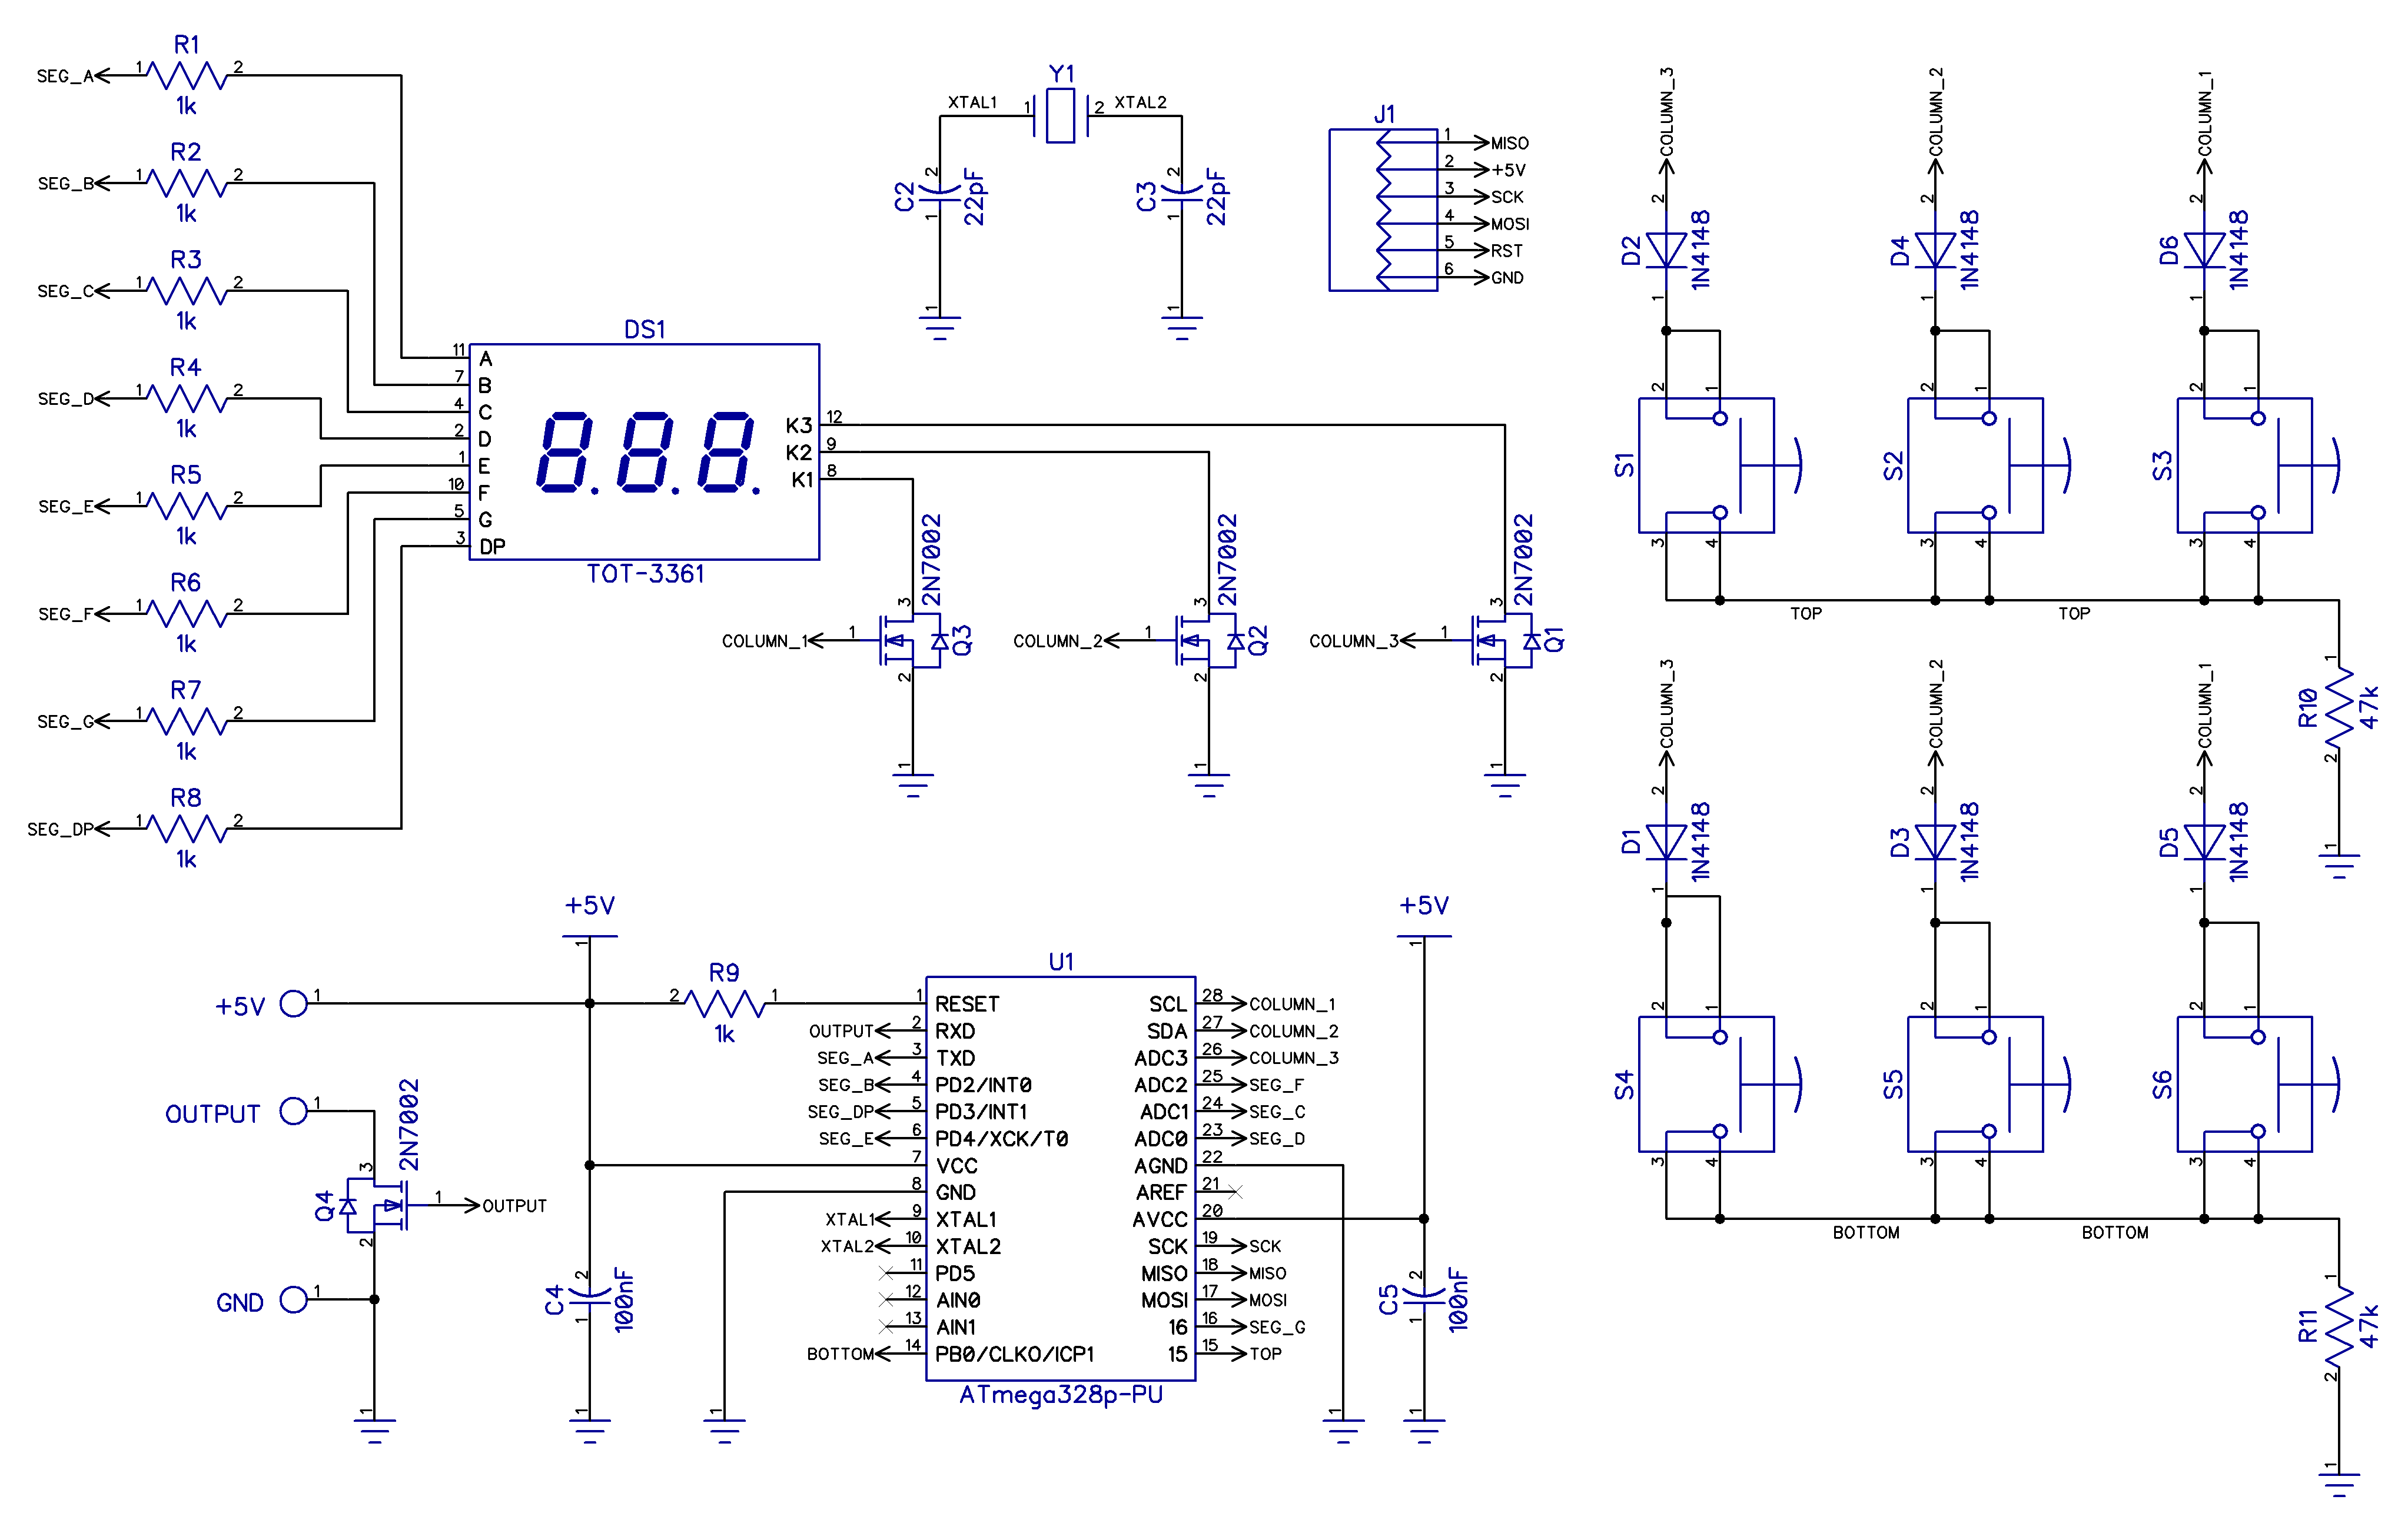 R1
SEG_A 1 2
1k
R2
SEG_B 1 2
1k
R3
SEG_C 1 2
1k
R4
SEG_D 1 2
1k
R5
SEG_E 1 2
1k
R6
SEG_F 1 2
1k
R7
SEG_G 1 2
1k
R8
SEG_DP 1 2
1k
DS1
11 A
7 B
4 C
2 D
1 E
10 F
5 G
3 DP
K3 12
K2 9
K1 8
8.8.8.
TOT-3361
Y1
XTAL1 1 2 XTAL2
C2 2 1 22pF
1
C3 2 1 22pF
1
J1
1 MISO
2 +5V
3 SCK
4 MOSI
5 RST
6 GND
COLUMN_1 1 3 2 Q3 2N7002
1
COLUMN_2 1 3 2 Q2 2N7002
1
COLUMN_3 1 3 2 Q1 2N7002
1
COLUMN_3
2 D2 1N4148 1
COLUMN_2
2 D4 1N4148 1
COLUMN_1
2 D6 1N4148 1
S1 2 1 3 4
S2 2 1 3 4
S3 2 1 3 4
TOP TOP
1 R10 47k 2
1
COLUMN_3
2 D1 1N4148 1
COLUMN_2
2 D3 1N4148 1
COLUMN_1
2 D5 1N4148 1
S4 2 1 3 4
S5 2 1 3 4
S6 2 1 3 4
BOTTOM BOTTOM
1 R11 47k 2
1
+5V
1
+5V 1
R9
2 1
1k
OUTPUT 1
Q4 3 2 2N7002 1 OUTPUT
GND 1
1
C4 2 1 100nF
1
1
U1
1 RESET
OUTPUT 2 RXD
SEG_A 3 TXD
SEG_B 4 PD2/INT0
SEG_DP 5 PD3/INT1
SEG_E 6 PD4/XCK/T0
7 VCC
8 GND
XTAL1 9 XTAL1
XTAL2 10 XTAL2
11 PD5
12 AIN0
13 AIN1
BOTTOM 14 PB0/CLKO/ICP1
SCL 28 COLUMN_1
SDA 27 COLUMN_2
ADC3 26 COLUMN_3
ADC2 25 SEG_F
ADC1 24 SEG_C
ADC0 23 SEG_D
AGND 22
AREF 21
AVCC 20
SCK 19 SCK
MISO 18 MISO
MOSI 17 MOSI
16 16 SEG_G
15 15 TOP
ATmega328p-PU
+5V
1
C5 2 1 100nF
1
1